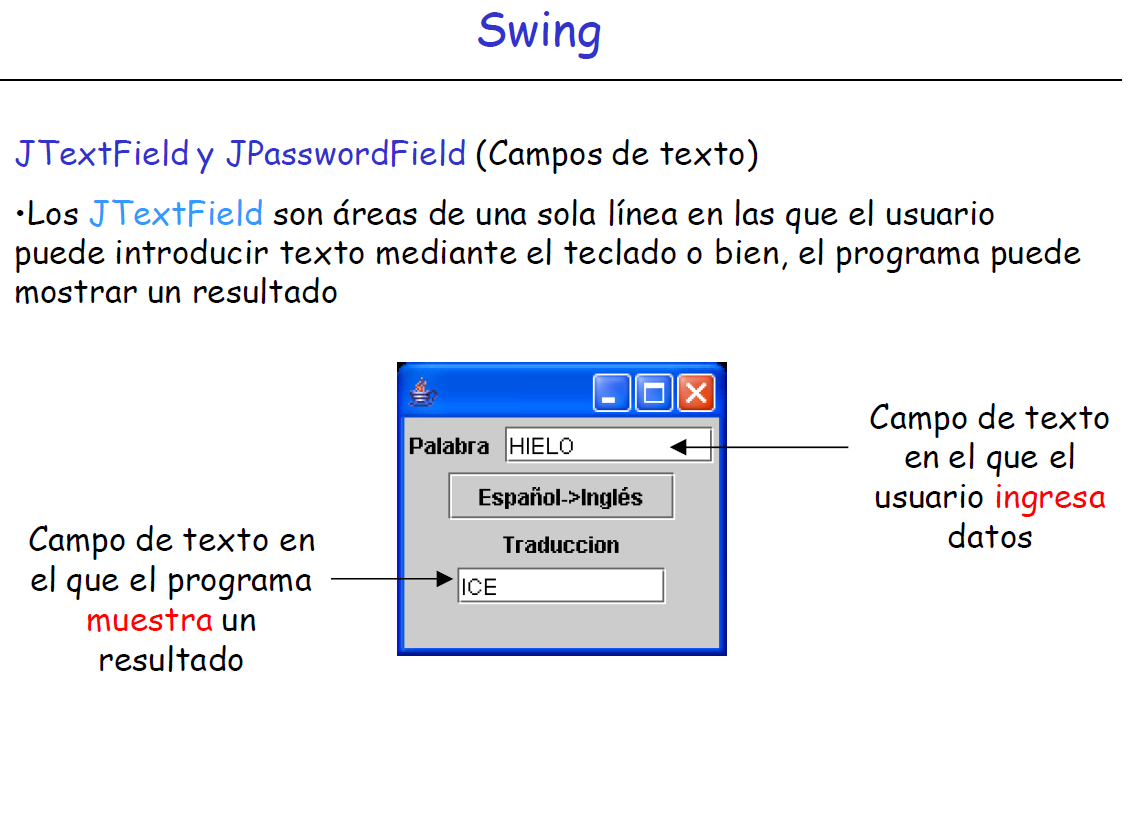 Swing
JTextField y JPasswordField (Campos de texto)
•Los JTextField son áreas de una sola línea en las que el usuario
puede introducir texto mediante el teclado o bien, el programa puede
mostrar un resultado
Palabra HIELO
Español->Inglés
Traduccion
ICE
Campo de texto
en el que el
usuario ingresa
datos
Campo de texto en
el que el programa
muestra un
resultado